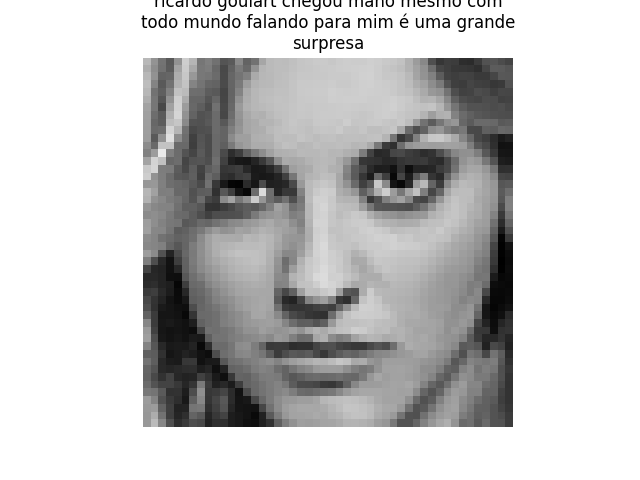 ricardo goulart chegou mano mesmo com
todo mundo falando para mim é uma grande
surpresa